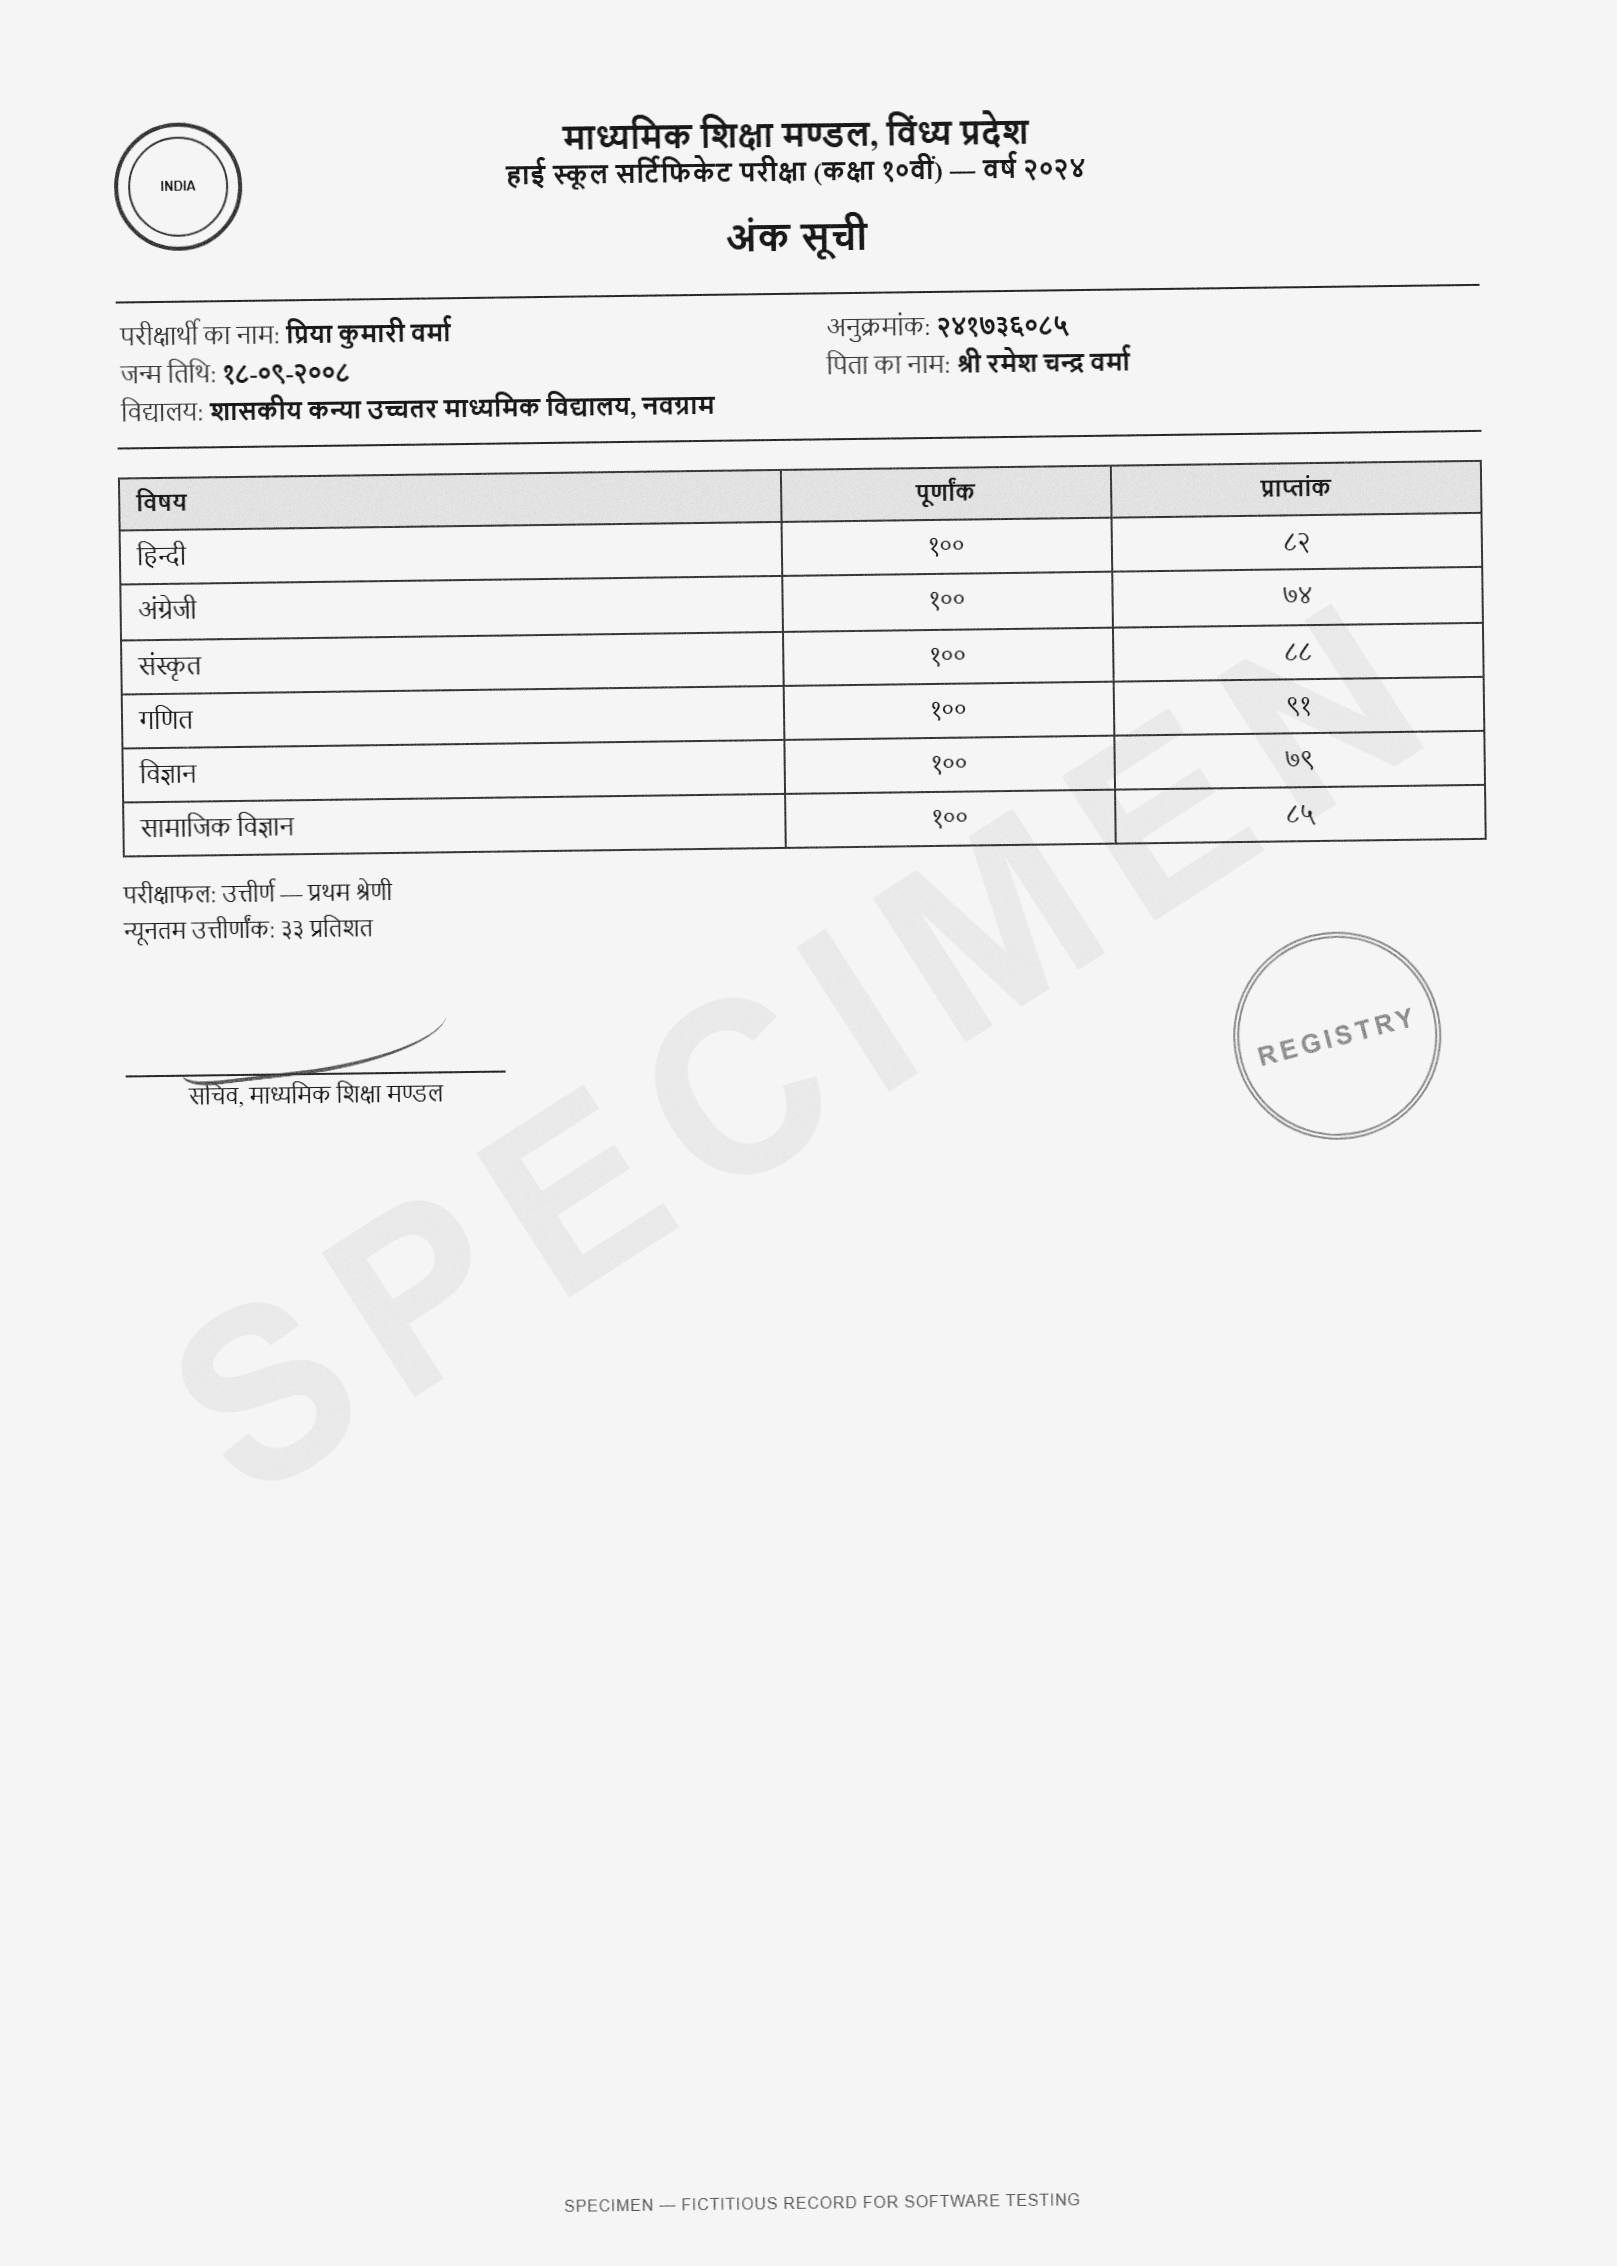 INDIA
माध्यमिक शिक्षा मण्डल, विंध्य प्रदेश
हाई स्कूल सर्टिफिकेट परीक्षा (कक्षा १०वीं) — वर्ष २०२४
अंक सूची
परीक्षार्थी का नाम: प्रिया कुमारी वर्मा अनुक्रमांक: २४१७३६०८५
जन्म तिथि: १८-०९-२००८ पिता का नाम: श्री रमेश चन्द्र वर्मा
विद्यालय: शासकीय कन्या उच्चतर माध्यमिक विद्यालय, नवग्राम
विषय पूर्णांक प्राप्तांक
हिन्दी १०० ८२
अंग्रेजी १०० ७४
संस्कृत १०० ८८
गणित १०० ९१
विज्ञान १०० ७९
सामाजिक विज्ञान १०० ८५
परीक्षाफल: उत्तीर्ण — प्रथम श्रेणी
न्यूनतम उत्तीर्णांक: ३३ प्रतिशत
सचिव, माध्यमिक शिक्षा मण्डल
REGISTRY
SPECIMEN
SPECIMEN — FICTITIOUS RECORD FOR SOFTWARE TESTING